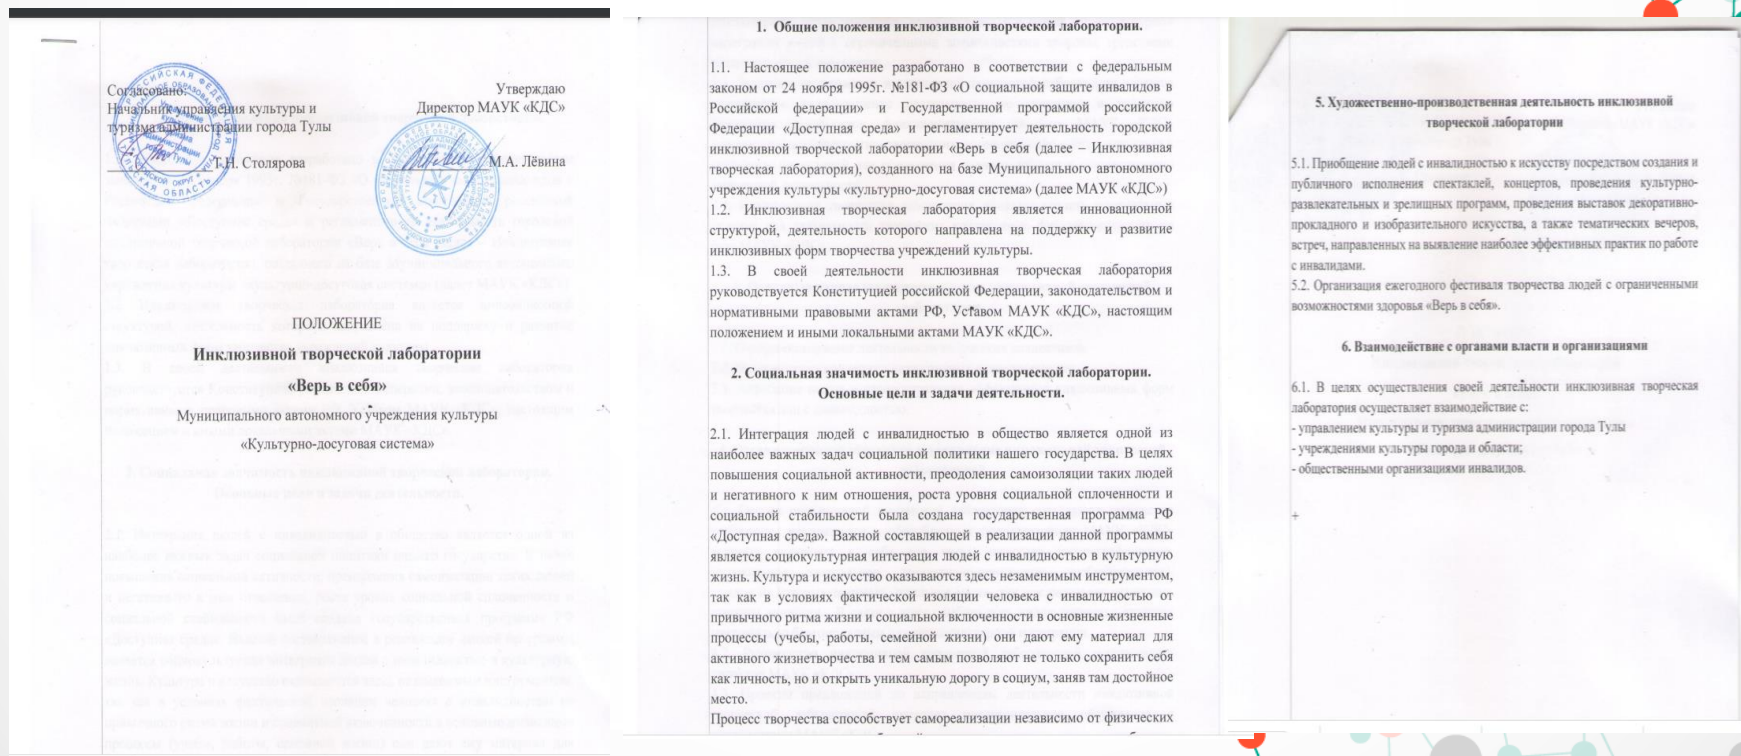 Согласовано:
Начальник управления культуры и
туризма администрации города Тулы
Т.Н. Столярова
Утверждаю
Директор МАУК «КДС»
М.А. Лёвина
ПОЛОЖЕНИЕ
Инклюзивной творческой лаборатории
«Верь в себя»
Муниципального автономного учреждения культуры
«Культурно-досуговая система»
1. Общие положения инклюзивной творческой лаборатории.
1.1. Настоящее положение разработано в соответствии с федеральным
законом от 24 ноября 1995г. №181-ФЗ «О социальной защите инвалидов в
Российской федерации» и Государственной программой российской
Федерации «Доступная среда» и регламентирует деятельность городской
инклюзивной творческой лаборатории «Верь в себя (далее – Инклюзивная
творческая лаборатория), созданного на базе Муниципального автономного
учреждения культуры «культурно-досуговая система» (далее МАУК «КДС»)
1.2. Инклюзивная творческая лаборатория является инновационной
структурой, деятельность которого направлена на поддержку и развитие
инклюзивных форм творчества учреждений культуры.
1.3. В своей деятельности инклюзивная творческая лаборатория
руководствуется Конституцией российской Федерации, законодательством и
нормативными правовыми актами РФ, Уставом МАУК «КДС», настоящим
положением и иными локальными актами МАУК «КДС».
2. Социальная значимость инклюзивной творческой лаборатории.
Основные цели и задачи деятельности.
2.1. Интеграция людей с инвалидностью в общество является одной из
наиболее важных задач социальной политики нашего государства. В целях
повышения социальной активности, преодоления самоизоляции таких людей
и негативного к ним отношения, роста уровня социальной сплоченности и
социальной стабильности была создана государственная программа РФ
«Доступная среда». Важной составляющей в реализации данной программы
является социокультурная интеграция людей с инвалидностью в культурную
жизнь. Культура и искусство оказываются здесь незаменимым инструментом,
так как в условиях фактической изоляции человека с инвалидностью от
привычного ритма жизни и социальной включенности в основные жизненные
процессы (учебы, работы, семейной жизни) они дают ему материал для
активного жизнетворчества и тем самым позволяют не только сохранить себя
как личность, но и открыть уникальную дорогу в социум, заняв там достойное
место.
Процесс творчества способствует самореализации независимо от физических
5. Художественно-производственная деятельность инклюзивной
творческой лаборатории
5.1. Приобщение людей с инвалидностью к искусству посредством создания и
публичного исполнения спектаклей, концертов, проведения культурно-
развлекательных и зрелищных программ, проведения выставок декоративно-
прокладного и изобразительного искусства, а также тематических вечеров,
встреч, направленных на выявление наиболее эффективных практик по работе
с инвалидами.
5.2. Организация ежегодного фестиваля творчества людей с ограниченными
возможностями здоровья «Верь в себя».
6. Взаимодействие с органами власти и организациями
6.1. В целях осуществления своей деятельности инклюзивная творческая
лаборатория осуществляет взаимодействие с:
- управлением культуры и туризма администрации города Тулы
- учреждениями культуры города и области;
- общественными организациями инвалидов.
+